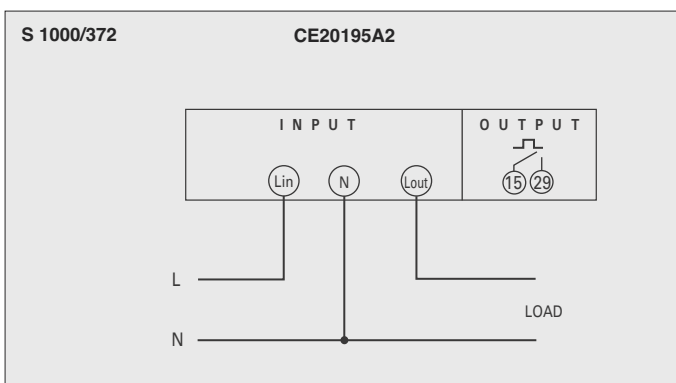 S 1000/372 CE20195A2
INPUT OUTPUT
Lin N Lout 15 29
L
LOAD
N